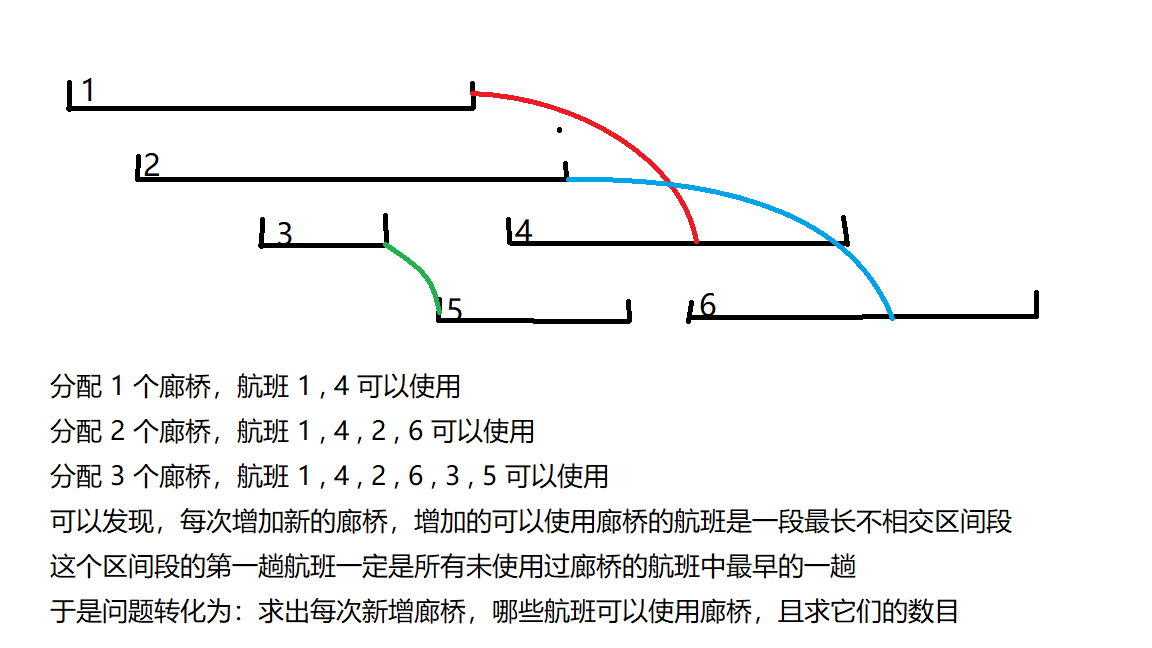 1
2
3
4
5
6
分配 1 个廊桥，航班 1 , 4 可以使用
分配 2 个廊桥，航班 1 , 4 , 2 , 6 可以使用
分配 3 个廊桥，航班 1 , 4 , 2 , 6 , 3 , 5 可以使用
可以发现，每次增加新的廊桥，增加的可以使用廊桥的航班是一段最长不相交区间段
这个区间段的第一趟航班一定是所有未使用过廊桥的航班中最早的一趟
于是问题转化为：求出每次新增廊桥，哪些航班可以使用廊桥，且求它们的数目